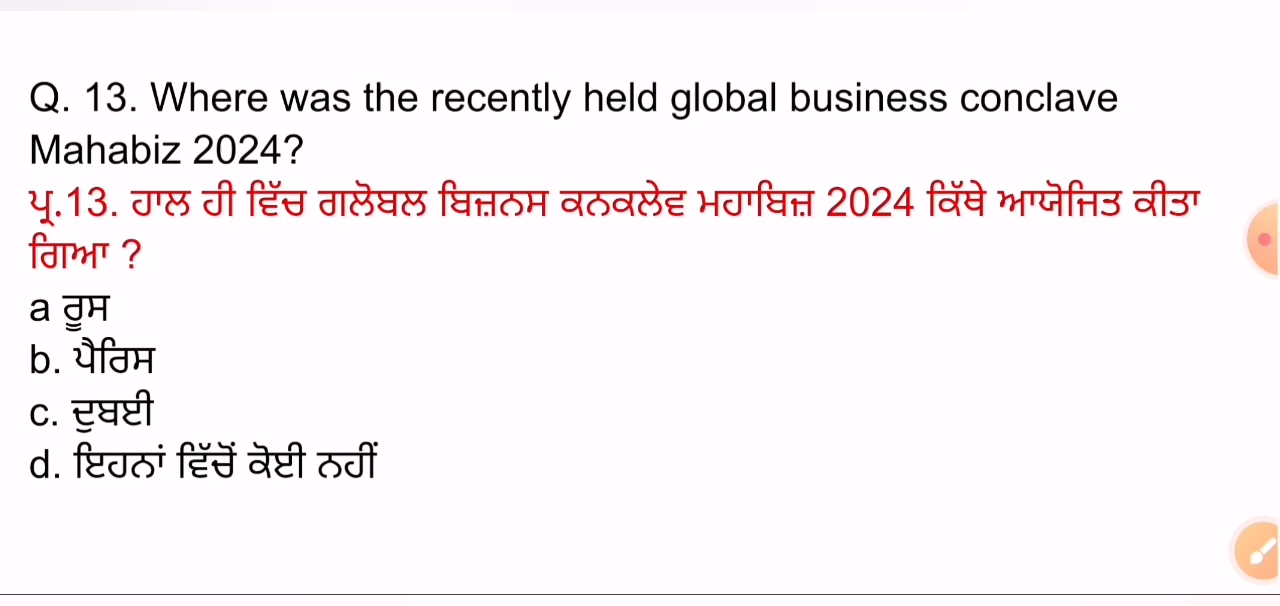 Q. 13. Where was the recently held global business conclave
Mahabiz 2024?
ਪ੍ਰ.13. ਹਾਲ ਹੀ ਵਿੱਚ ਗਲੋਬਲ ਬਿਜ਼ਨਸ ਕਨਕਲੇਵ ਮਹਾਬਿਜ਼ 2024 ਕਿੱਥੇ ਆਯੋਜਿਤ ਕੀਤਾ
ਗਿਆ ?
a ਰੂਸ
b. ਪੈਰਿਸ
c. ਦੁਬਈ
d. ਇਹਨਾਂ ਵਿੱਚੋਂ ਕੋਈ ਨਹੀਂ